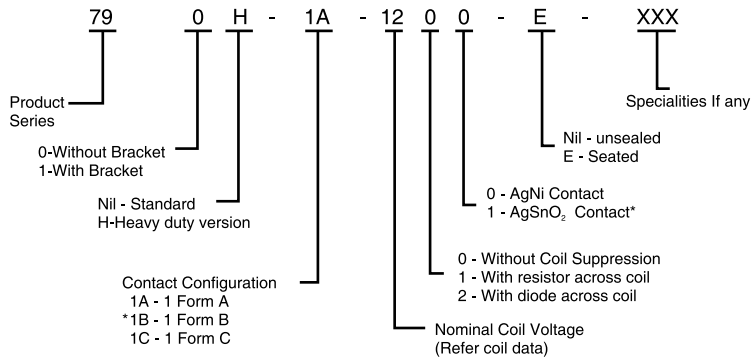 79 0 H - 1A - 12 0 0 - E - XXX
Product
Series
Specialities If any
0-Without Bracket
1-With Bracket
Nil - unsealed
E - Seated
Nil - Standard
H-Heavy duty version
0 - AgNi Contact
1 - AgSnO₂ Contact*
0 - Without Coil Suppression
1 - With resistor across coil
2 - With diode across coil
Contact Configuration
1A - 1 Form A
*1B - 1 Form B
1C - 1 Form C
Nominal Coil Voltage
(Refer coil data)